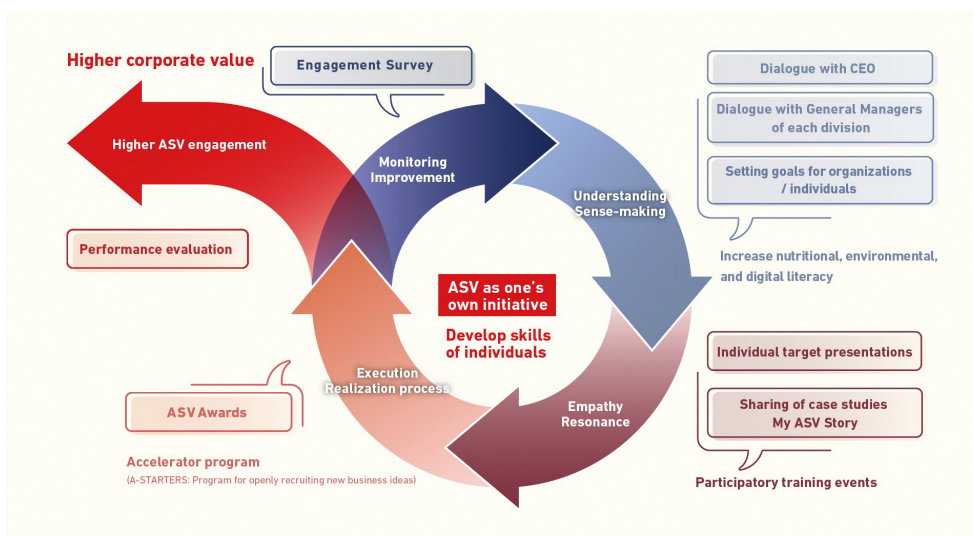 Higher corporate value
Engagement Survey
Higher ASV engagement
Performance evaluation
Monitoring
Improvement
Understanding
Sense-making
Dialogue with CEO
Dialogue with General Managers
of each division
Setting goals for organizations
/ individuals
Increase nutritional, environmental,
and digital literacy
ASV as one's
own initiative
Develop skills
of individuals
Individual target presentations
Sharing of case studies
My ASV Story
Participatory training events
Empathy
Resonance
Execution
Realization process
ASV Awards
Accelerator program
(A-STARTERS: Program for openly recruiting new business ideas)